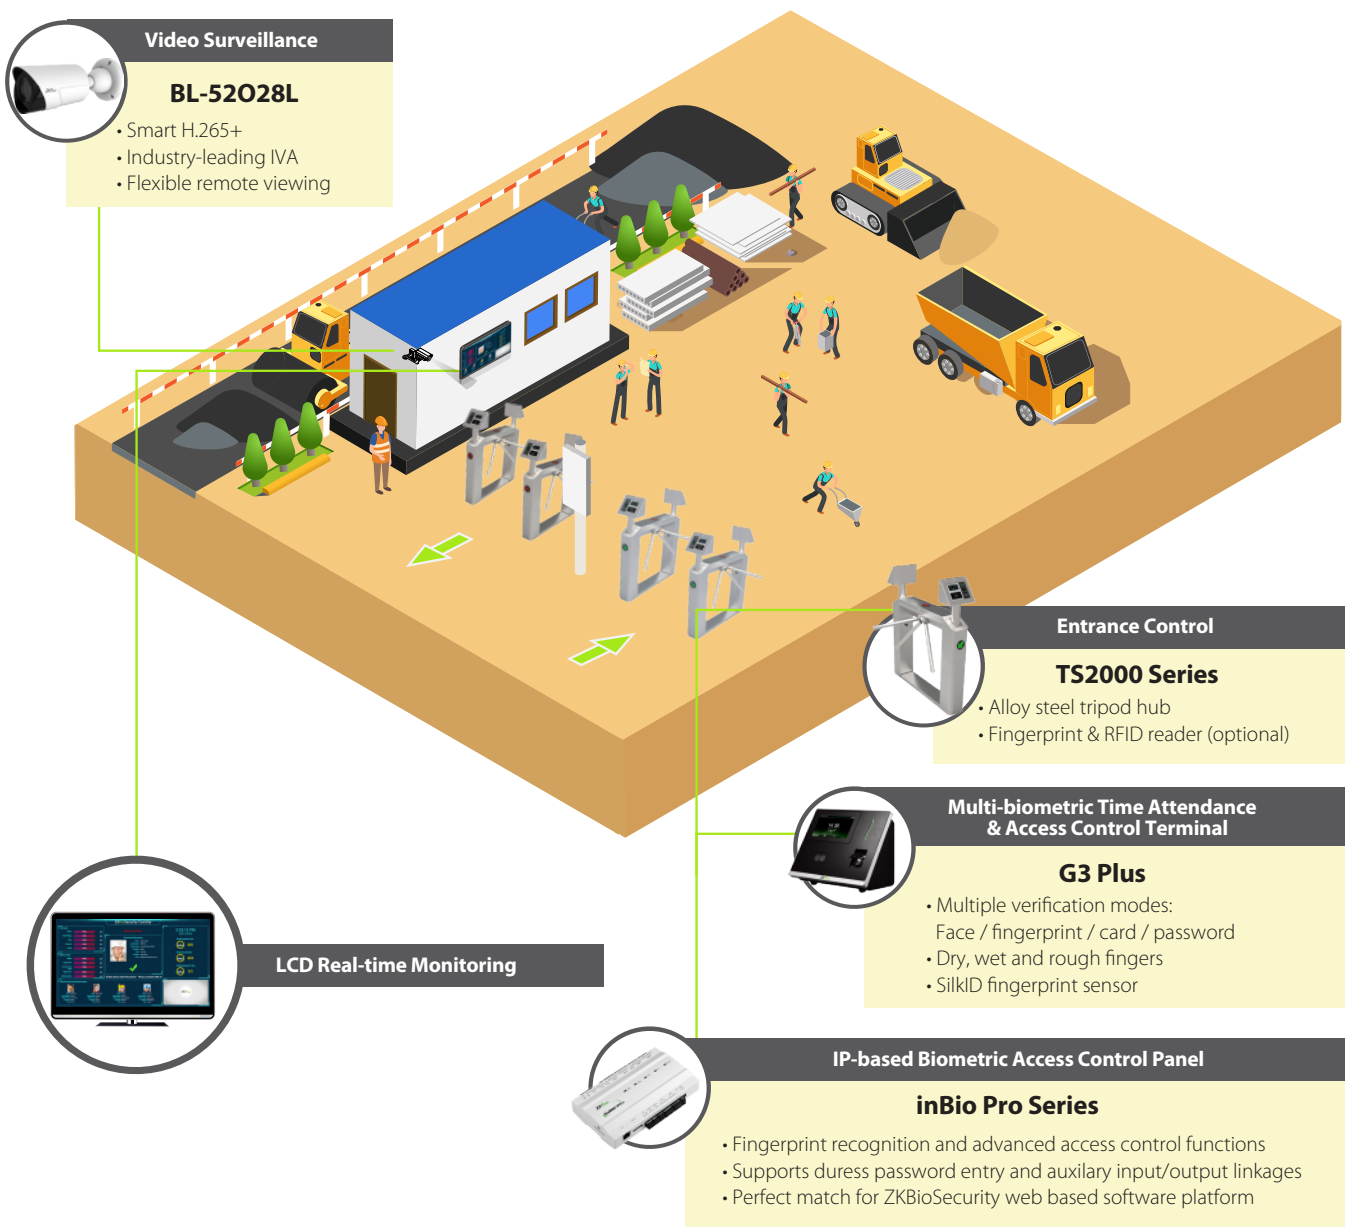 Video Surveillance
BL-52O28L
• Smart H.265+
• Industry-leading IVA
• Flexible remote viewing
Entrance Control
TS2000 Series
• Alloy steel tripod hub
• Fingerprint & RFID reader (optional)
Multi-biometric Time Attendance
& Access Control Terminal
G3 Plus
• Multiple verification modes:
Face / fingerprint / card / password
• Dry, wet and rough fingers
• SilkID fingerprint sensor
LCD Real-time Monitoring
IP-based Biometric Access Control Panel
inBio Pro Series
• Fingerprint recognition and advanced access control functions
• Supports duress password entry and auxilary input/output linkages
• Perfect match for ZKBioSecurity web based software platform